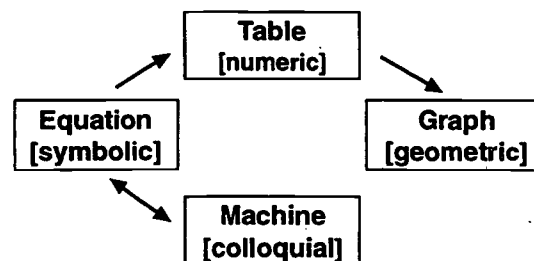 Table
[numeric]
Equation
[symbolic]
Graph
[geometric]
Machine
[colloquial]